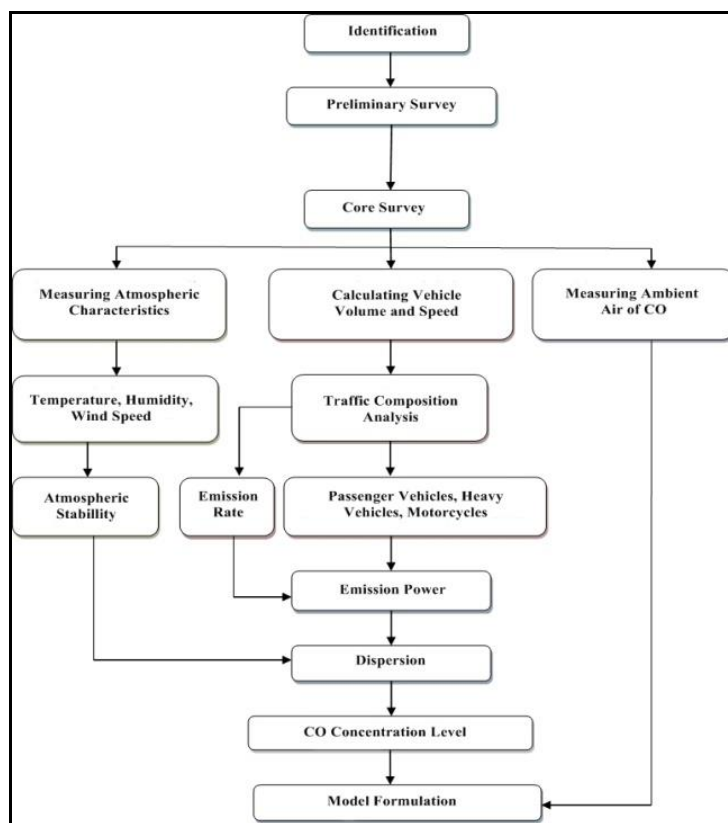 Identification
Preliminary Survey
Core Survey
Measuring Atmospheric
Characteristics
Calculating Vehicle
Volume and Speed
Measuring Ambient
Air of CO
Temperature, Humidity,
Wind Speed
Traffic Composition
Analysis
Atmospheric
Stabillity
Emission
Rate
Passenger Vehicles, Heavy
Vehicles, Motorcycles
Emission Power
Dispersion
CO Concentration Level
Model Formulation